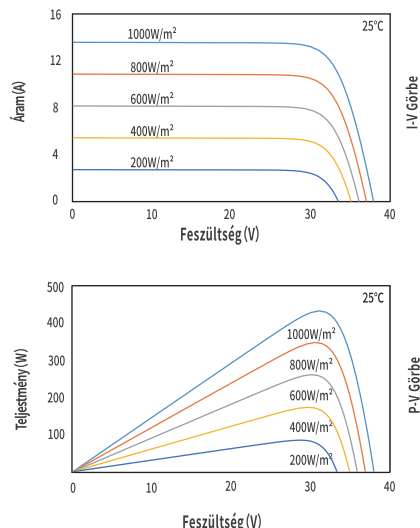 16
25°C
1000W/m²
12
800W/m²
Áram (A)
I-V Görbe
600W/m²
8
400W/m²
4
200W/m²
0
0 10 20 30 40
Feszültség (V)
500
25°C
400
1000W/m²
300
800W/m²
Teljestmény (W)
P-V Görbe
600W/m²
200
400W/m²
100
200W/m²
0 10 20 30 40
Feszültség (V)